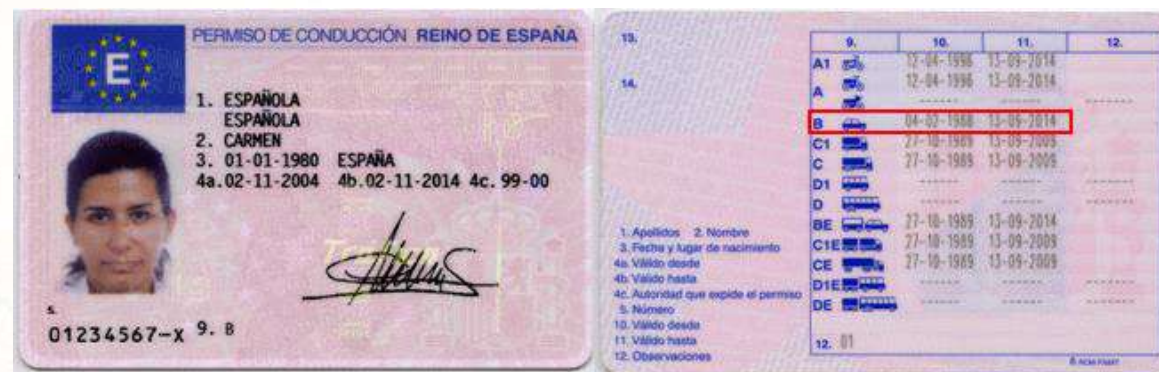 PERMISO DE CONDUCCIÓN REINO DE ESPAÑA
E
1. ESPAÑOLA
ESPAÑOLA
2. CARMEN
3. 01-01-1980 ESPAÑA
4a.02-11-2004 4b.02-11-2014 4c.99-00
5.
01234567-X 9. B
13.
14.
9. 10. 11. 12.
A1 12-04-1996 13-09-2014
A 12-04-1996 13-09-2014
------ ------ ------
B 04-02-1988 13-09-2014
C1 27-10-1989 13-09-2009
C 27-10-1989 13-09-2009
D1 ------ ------ ------
D ------ ------ ------
BE 27-10-1989 13-09-2014
C1E 27-10-1989 13-09-2009
CE 27-10-1989 13-09-2009
D1E ------ ------ ------
DE ------ ------ ------
12. 01
1. Apellidos 2. Nombre
3. Fecha y lugar de nacimiento
4a. Válido desde
4b. Válido hasta
4c. Autoridad que expide el permiso
5. Número
10. Válido desde
11. Válido hasta
12. Observaciones